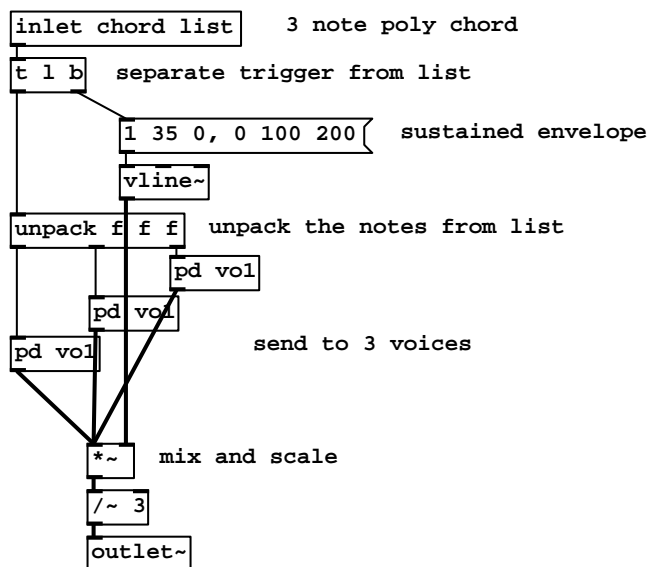 inlet chord list 3 note poly chord
t l b separate trigger from list
1 35 0, 0 100 200 sustained envelope
vline~
unpack f f f unpack the notes from list
pd vo1
pd vo1
send to 3 voices
pd vo1
*~ mix and scale
/~ 3
outlet~